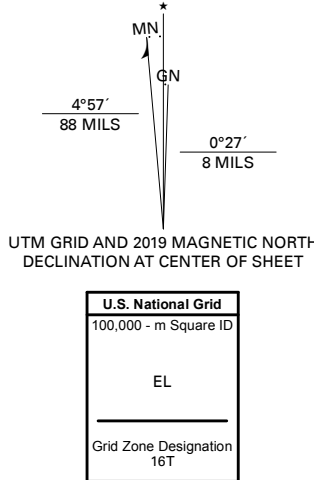 ★
MN
GN
4°57´
88 MILS
0°27´
8 MILS
UTM GRID AND 2019 MAGNETIC NORTH
DECLINATION AT CENTER OF SHEET
U.S. National Grid
100,000 - m Square ID
EL
Grid Zone Designation
16T